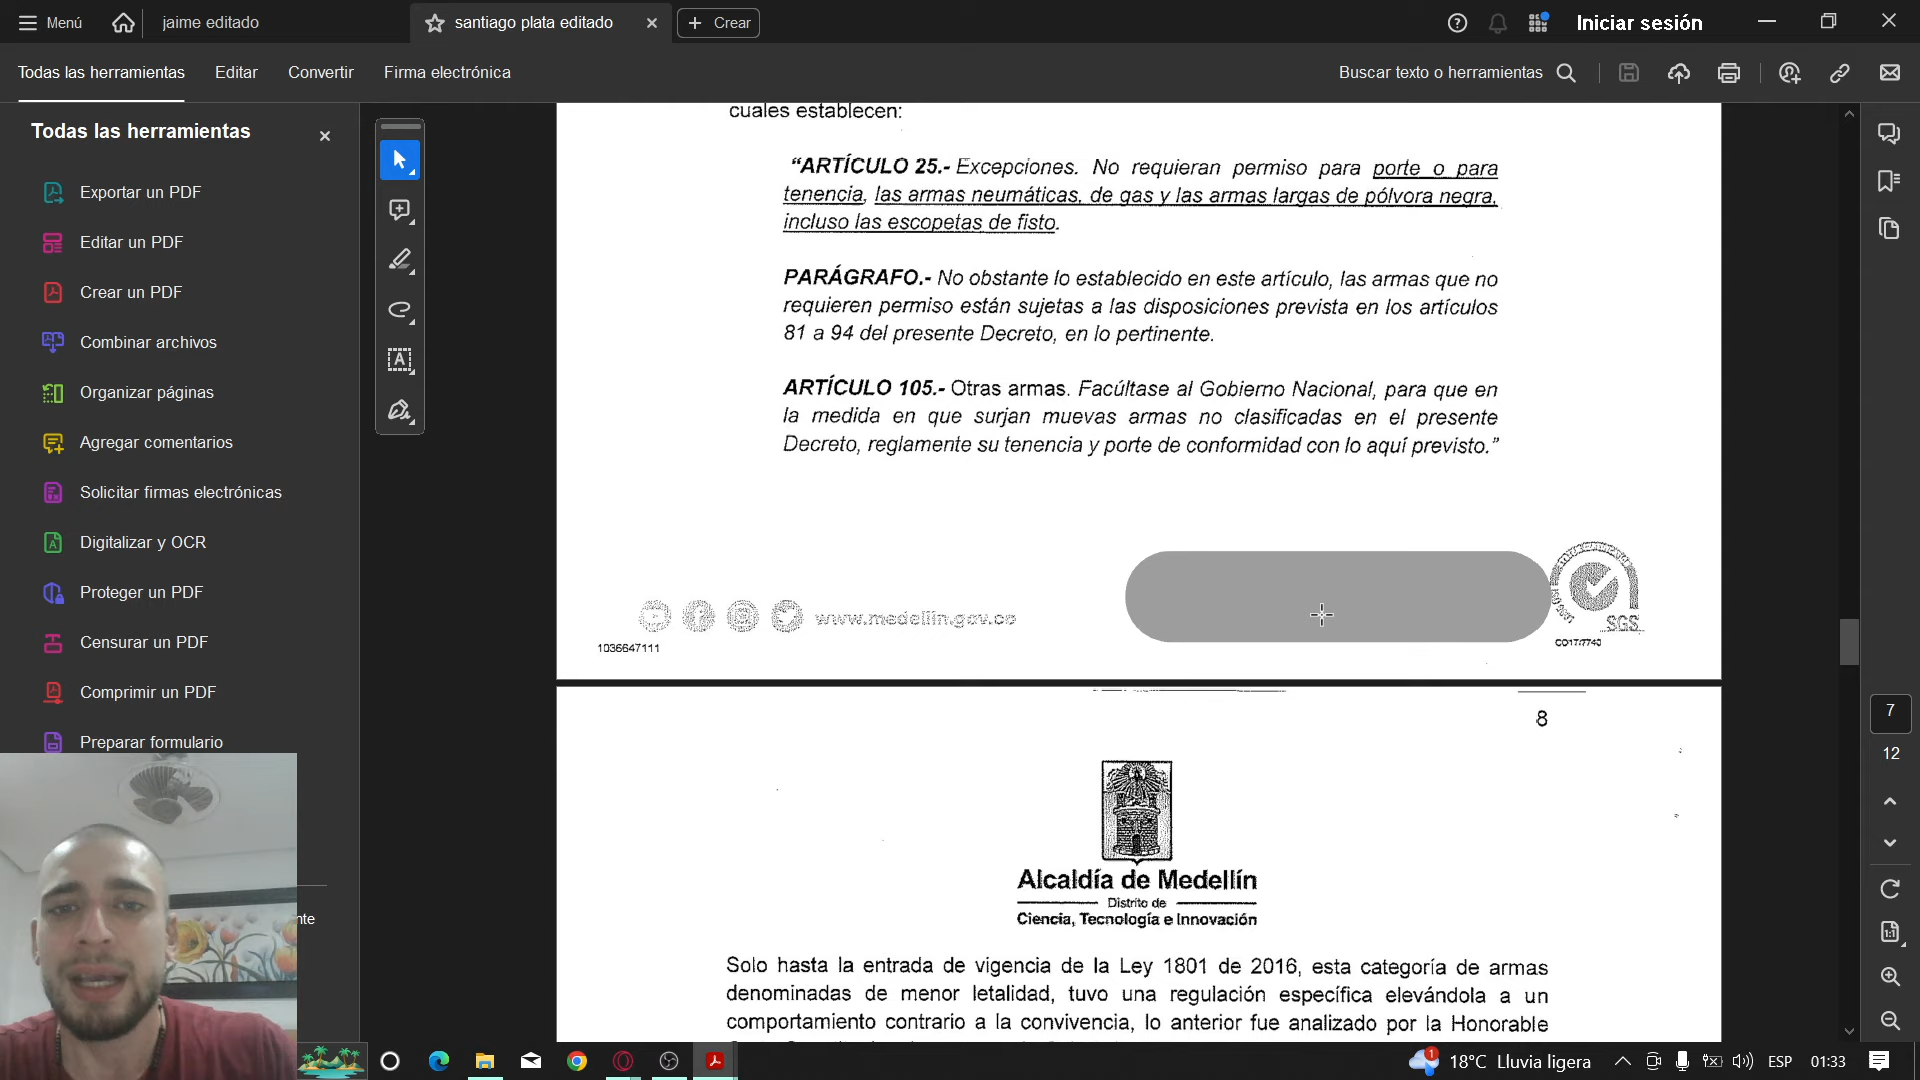 Menú
jaime editado
santiago plata editado
Crear
Iniciar sesión
Todas las herramientas
Editar
Convertir
Firma electrónica
Buscar texto o herramientas
Todas las herramientas
Exportar un PDF
Editar un PDF
Crear un PDF
Combinar archivos
Organizar páginas
Agregar comentarios
Solicitar firmas electrónicas
Digitalizar y OCR
Proteger un PDF
Censurar un PDF
Comprimir un PDF
Preparar formulario
nte
cuales establecen:
“ARTÍCULO 25.- Excepciones. No requieran permiso para porte o para
tenencia, las armas neumáticas, de gas y las armas largas de pólvora negra,
incluso las escopetas de fisto.
PARÁGRAFO.- No obstante lo establecido en este artículo, las armas que no
requieren permiso están sujetas a las disposiciones prevista en los artículos
81 a 94 del presente Decreto, en lo pertinente.
ARTÍCULO 105.- Otras armas. Facúltase al Gobierno Nacional, para que en
la medida en que surjan muevas armas no clasificadas en el presente
Decreto, reglamente su tenencia y porte de conformidad con lo aquí previsto.”
www.medellin.gov.co
1036647111
SGS
CO17/7740
8
Alcaldía de Medellín
Distrito de
Ciencia, Tecnología e Innovación
Solo hasta la entrada de vigencia de la Ley 1801 de 2016, esta categoría de armas
denominadas de menor letalidad, tuvo una regulación específica elevándola a un
comportamiento contrario a la convivencia, lo anterior fue analizado por la Honorable
7
12
1
18°C Lluvia ligera
ESP
01:33